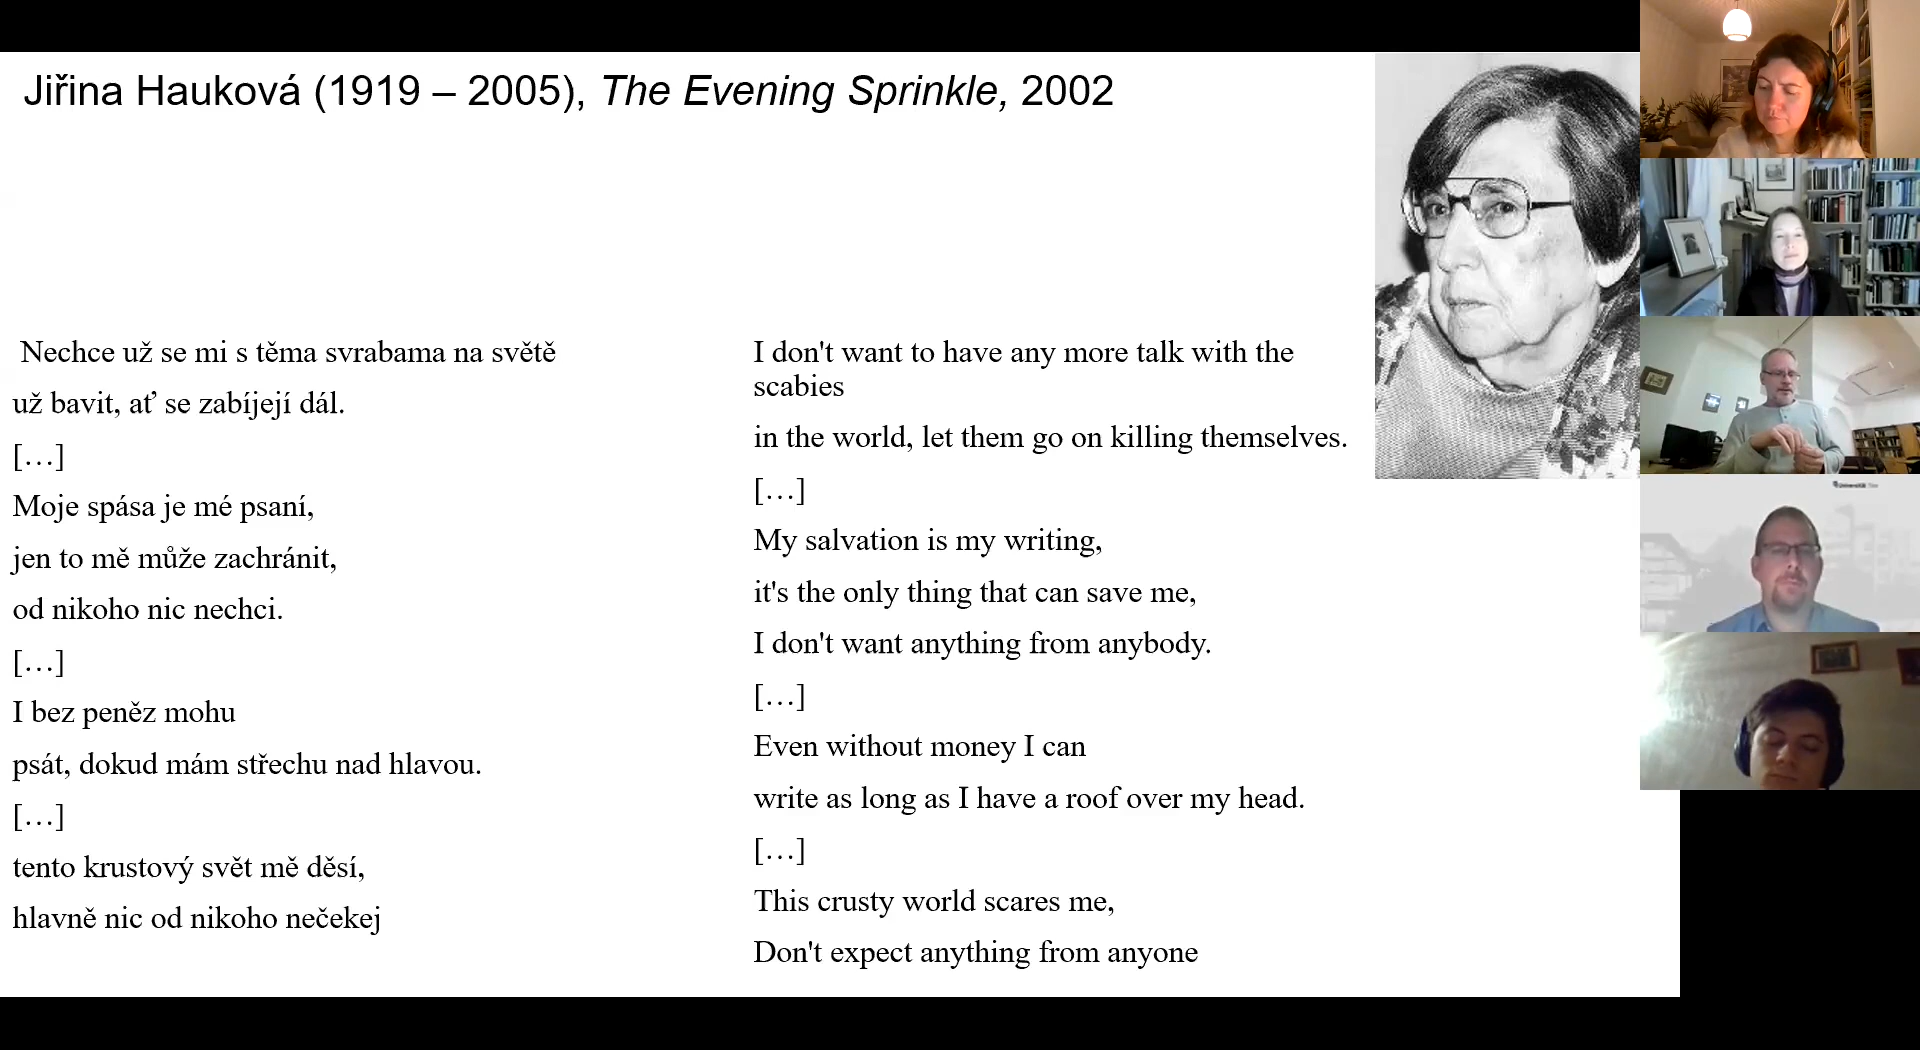 Jiřina Hauková (1919 – 2005), The Evening Sprinkle, 2002
Nechce už se mi s těma svrabama na světě
už bavit, ať se zabíjejí dál.
[…]
Moje spása je mé psaní,
jen to mě může zachránit,
od nikoho nic nechci.
[…]
I bez peněz mohu
psát, dokud mám střechu nad hlavou.
[…]
tento krustový svět mě děsí,
hlavně nic od nikoho nečekej
I don't want to have any more talk with the
scabies
in the world, let them go on killing themselves.
[…]
My salvation is my writing,
it's the only thing that can save me,
I don't want anything from anybody.
[…]
Even without money I can
write as long as I have a roof over my head.
[…]
This crusty world scares me,
Don't expect anything from anyone